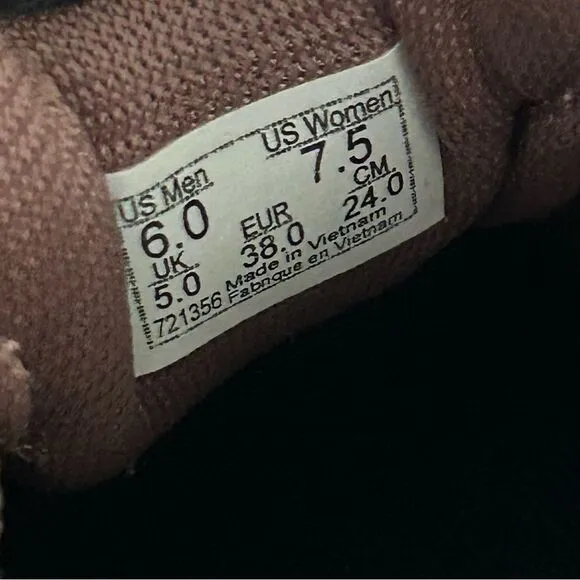 US Men US Women
6.0 7.5
UK EUR CM
5.0 38.0 24.0
721356 Made in Vietnam
Fabrique en Vietnam